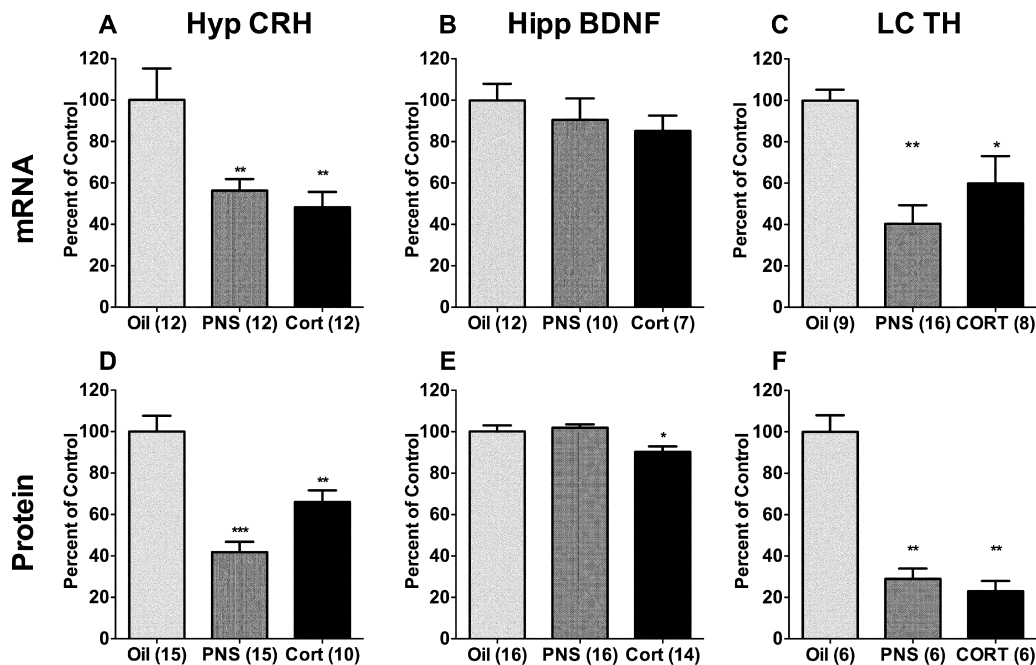 A Hyp CRH B Hipp BDNF C LC TH
mRNA
Percent of Control
120
100
80
60
40
20
0
** **
Oil (12) PNS (12) Cort (12)
Percent of Control
120
100
80
60
40
20
0
Oil (12) PNS (10) Cort (7)
Percent of Control
120
100
80
60
40
20
0
** *
Oil (9) PNS (16) CORT (8)
Protein
D
Percent of Control
120
100
80
60
40
20
0
*** **
Oil (15) PNS (15) Cort (10)
E
Percent of Control
120
100
80
60
40
20
0
*
Oil (16) PNS (16) Cort (14)
F
Percent of Control
120
100
80
60
40
20
0
** **
Oil (6) PNS (6) CORT (6)